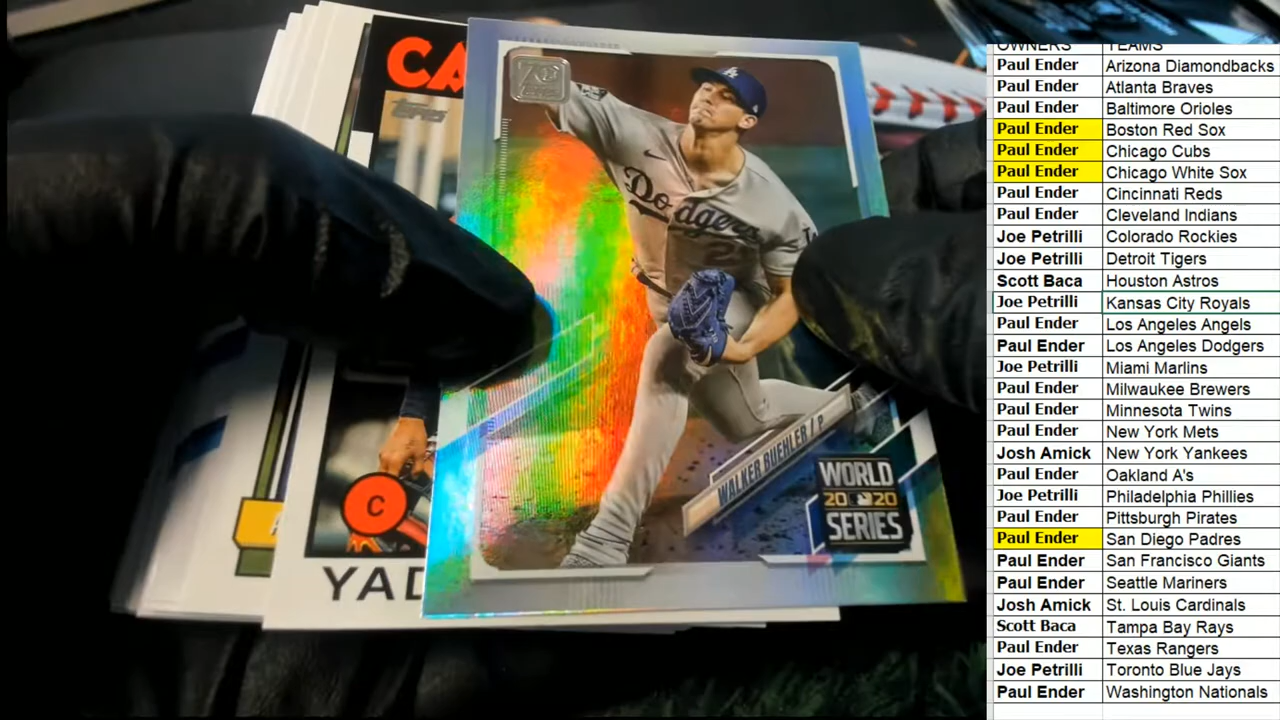 CA
Topps
70
LA
Dodgers
2
WALKER BUEHLER / P
WORLD
2020
SERIES
C
YAD
OWNERS TEAMS
Paul Ender Arizona Diamondbacks
Paul Ender Atlanta Braves
Paul Ender Baltimore Orioles
Paul Ender Boston Red Sox
Paul Ender Chicago Cubs
Paul Ender Chicago White Sox
Paul Ender Cincinnati Reds
Paul Ender Cleveland Indians
Joe Petrilli Colorado Rockies
Joe Petrilli Detroit Tigers
Scott Baca Houston Astros
Joe Petrilli Kansas City Royals
Paul Ender Los Angeles Angels
Paul Ender Los Angeles Dodgers
Joe Petrilli Miami Marlins
Paul Ender Milwaukee Brewers
Paul Ender Minnesota Twins
Paul Ender New York Mets
Josh Amick New York Yankees
Paul Ender Oakland A's
Joe Petrilli Philadelphia Phillies
Paul Ender Pittsburgh Pirates
Paul Ender San Diego Padres
Paul Ender San Francisco Giants
Paul Ender Seattle Mariners
Josh Amick St. Louis Cardinals
Scott Baca Tampa Bay Rays
Paul Ender Texas Rangers
Joe Petrilli Toronto Blue Jays
Paul Ender Washington Nationals